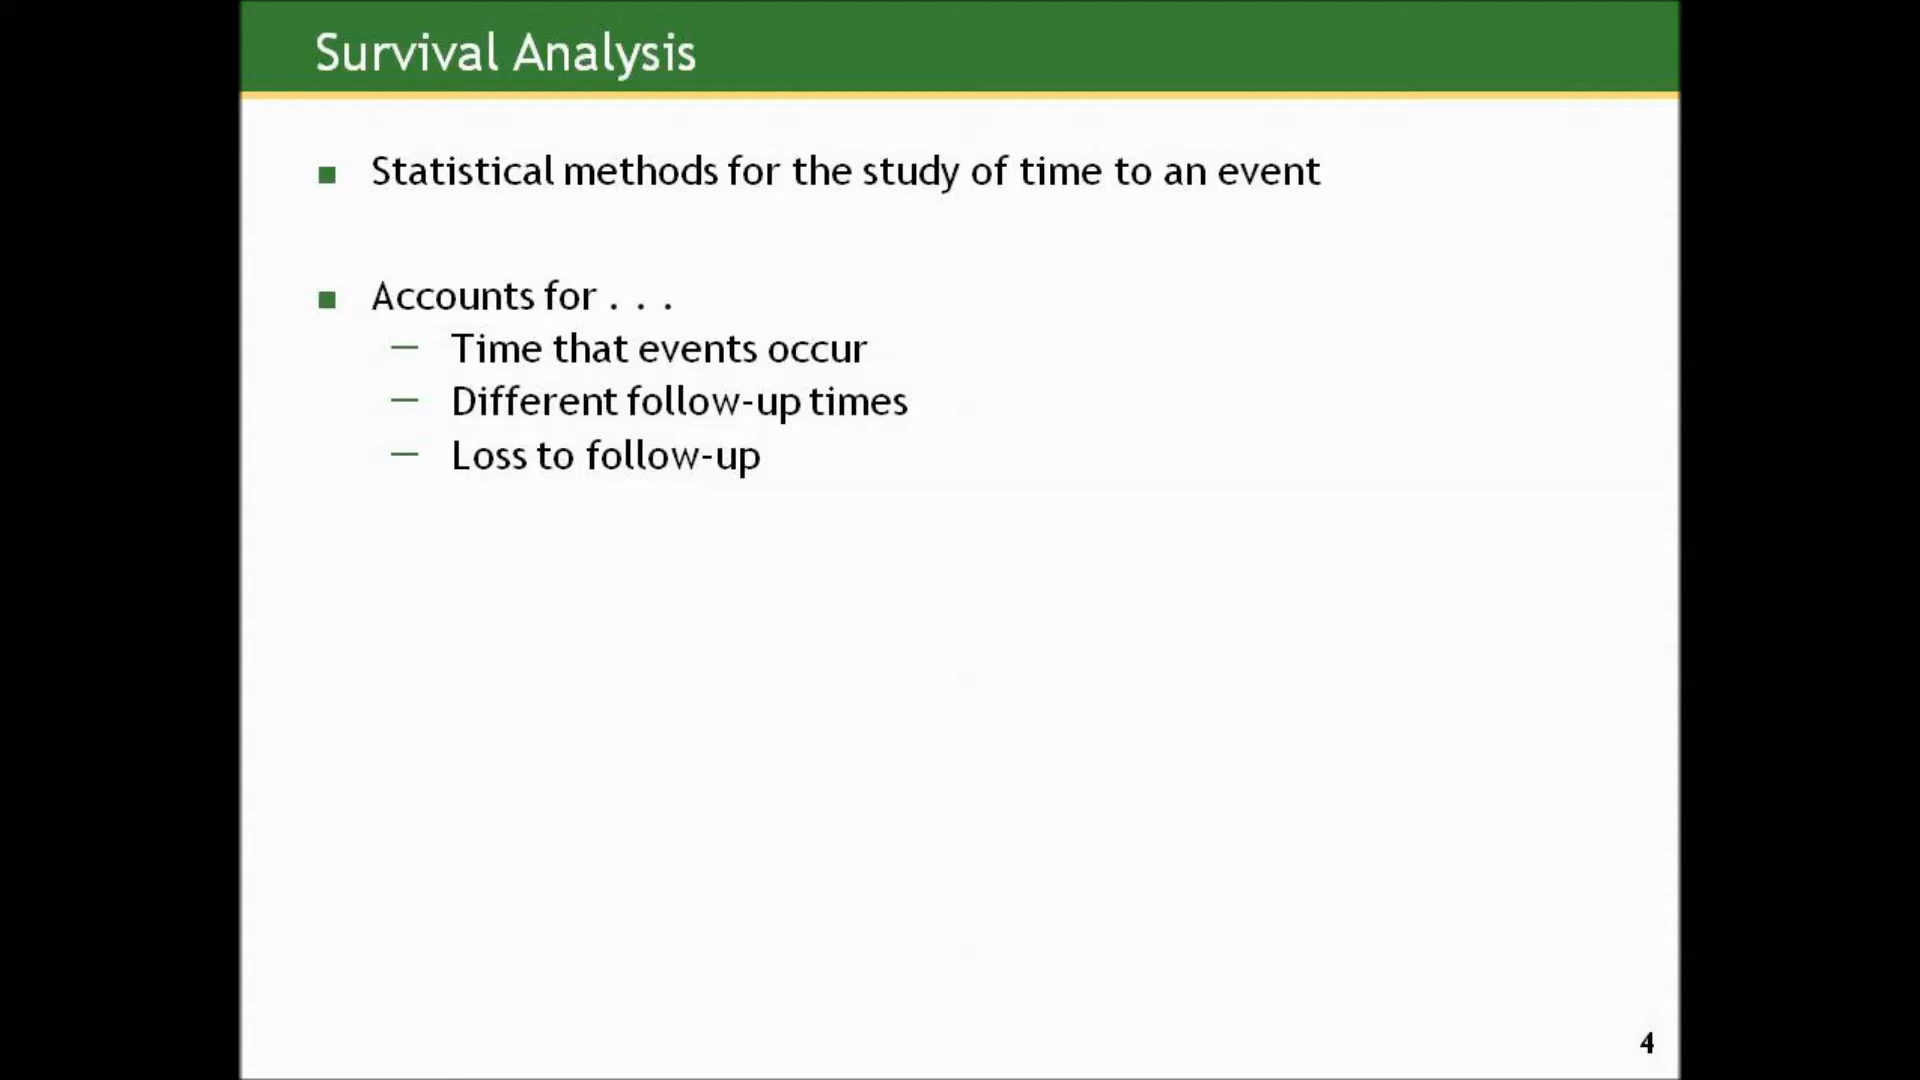 Survival Analysis
■ Statistical methods for the study of time to an event
■ Accounts for . . .
— Time that events occur
— Different follow-up times
— Loss to follow-up
4